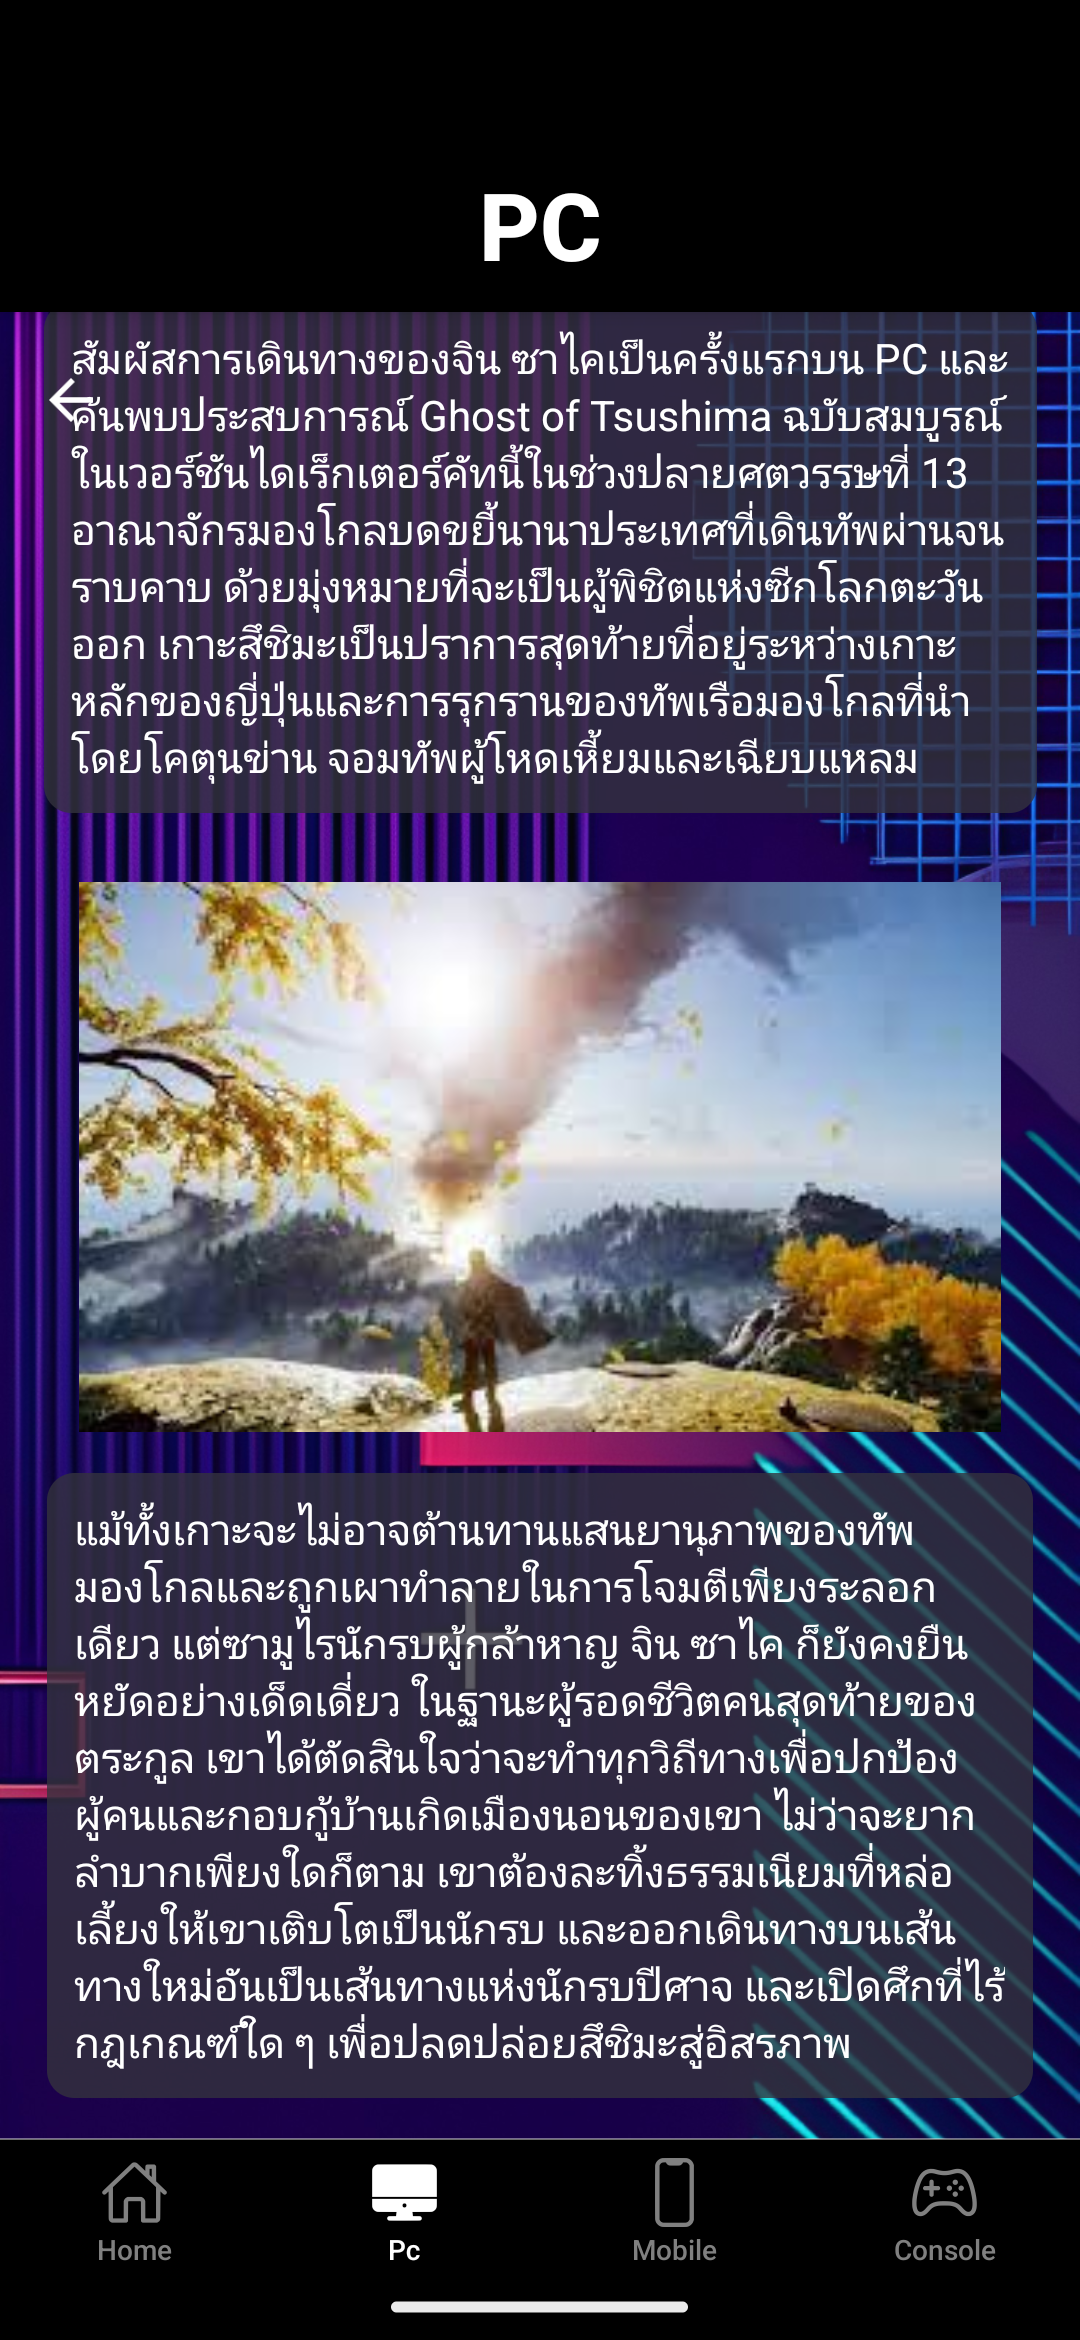 PC
สัมผัสการเดินทางของจิน ซาไคเป็นครั้งแรกบน PC และ
ค้นพบประสบการณ์ Ghost of Tsushima ฉบับสมบูรณ์
ในเวอร์ชันไดเร็กเตอร์คัทนี้ในช่วงปลายศตวรรษที่ 13
อาณาจักรมองโกลบดขยี้นานาประเทศที่เดินทัพผ่านจน
ราบคาบ ด้วยมุ่งหมายที่จะเป็นผู้พิชิตแห่งซีกโลกตะวัน
ออก เกาะสึชิมะเป็นปราการสุดท้ายที่อยู่ระหว่างเกาะ
หลักของญี่ปุ่นและการรุกรานของทัพเรือมองโกลที่นำ
โดยโคตุนข่าน จอมทัพผู้โหดเหี้ยมและเฉียบแหลม
แม้ทั้งเกาะจะไม่อาจต้านทานแสนยานุภาพของทัพ
มองโกลและถูกเผาทำลายในการโจมตีเพียงระลอก
เดียว แต่ซามูไรนักรบผู้กล้าหาญ จิน ซาไค ก็ยังคงยืน
หยัดอย่างเด็ดเดี่ยว ในฐานะผู้รอดชีวิตคนสุดท้ายของ
ตระกูล เขาได้ตัดสินใจว่าจะทำทุกวิถีทางเพื่อปกป้อง
ผู้คนและกอบกู้บ้านเกิดเมืองนอนของเขา ไม่ว่าจะยาก
ลำบากเพียงใดก็ตาม เขาต้องละทิ้งธรรมเนียมที่หล่อ
เลี้ยงให้เขาเติบโตเป็นนักรบ และออกเดินทางบนเส้น
ทางใหม่อันเป็นเส้นทางแห่งนักรบปีศาจ และเปิดศึกที่ไร้
กฎเกณฑ์ใด ๆ เพื่อปลดปล่อยสึชิมะสู่อิสรภาพ
Home
Pc
Mobile
Console